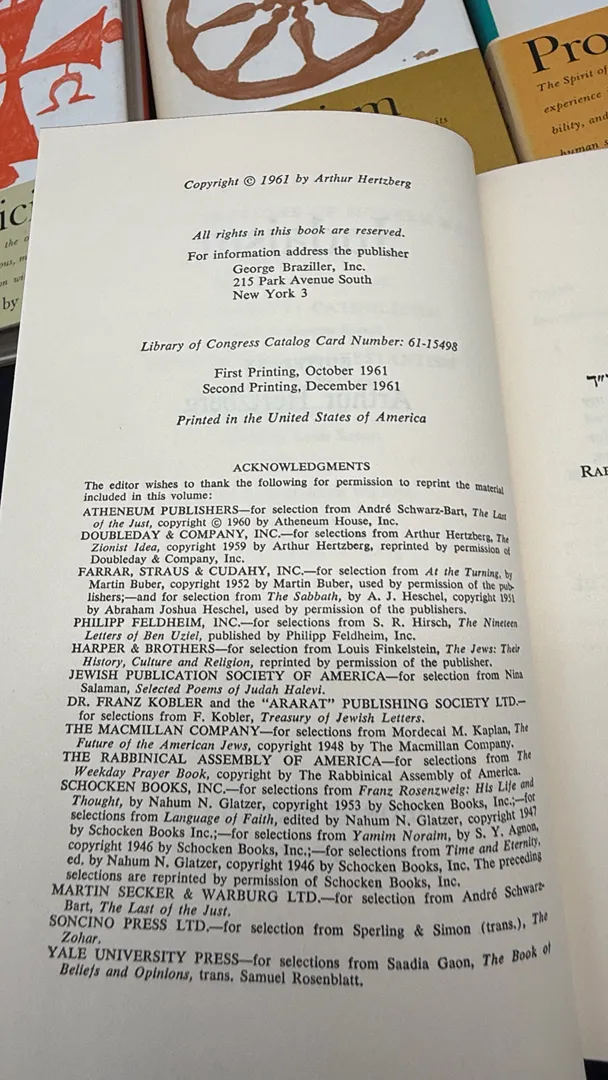 Pro
The Spirit of
experience
bility, and
human s
ism
its
ici
the
by
Copyright © 1961 by Arthur Hertzberg
All rights in this book are reserved.
For information address the publisher
George Braziller, Inc.
215 Park Avenue South
New York 3
Library of Congress Catalog Card Number: 61-15498
First Printing, October 1961
Second Printing, December 1961
Printed in the United States of America
ACKNOWLEDGMENTS
The editor wishes to thank the following for permission to reprint the material
included in this volume:
ATHENEUM PUBLISHERS—for selection from André Schwarz-Bart, The Last
of the Just, copyright © 1960 by Atheneum House, Inc.
DOUBLEDAY & COMPANY, INC.—for selections from Arthur Hertzberg, The
Zionist Idea, copyright 1959 by Arthur Hertzberg, reprinted by permission of
Doubleday & Company, Inc.
FARRAR, STRAUS & CUDAHY, INC.—for selection from At the Turning, by
Martin Buber, copyright 1952 by Martin Buber, used by permission of the pub-
lishers;—and for selection from The Sabbath, by A. J. Heschel, copyright 1951
by Abraham Joshua Heschel, used by permission of the publishers.
PHILIPP FELDHEIM, INC.—for selections from S. R. Hirsch, The Nineteen
Letters of Ben Uziel, published by Philipp Feldheim, Inc.
HARPER & BROTHERS—for selection from Louis Finkelstein, The Jews: Their
History, Culture and Religion, reprinted by permission of the publisher.
JEWISH PUBLICATION SOCIETY OF AMERICA—for selection from Nina
Salaman, Selected Poems of Judah Halevi.
DR. FRANZ KOBLER and the "ARARAT" PUBLISHING SOCIETY LTD.—
for selections from F. Kobler, Treasury of Jewish Letters.
THE MACMILLAN COMPANY—for selections from Mordecai M. Kaplan, The
Future of the American Jews, copyright 1948 by The Macmillan Company.
THE RABBINICAL ASSEMBLY OF AMERICA—for selections from The
Weekday Prayer Book, copyright by The Rabbinical Assembly of America.
SCHOCKEN BOOKS, INC.—for selections from Franz Rosenzweig: His Life and
Thought, by Nahum N. Glatzer, copyright 1953 by Schocken Books, Inc.;—for
selections from Language of Faith, edited by Nahum N. Glatzer, copyright 1947
by Schocken Books Inc.;—for selections from Yamim Noraim, by S. Y. Agnon,
copyright 1946 by Schocken Books, Inc.;—for selections from Time and Eternity,
ed. by Nahum N. Glatzer, copyright 1946 by Schocken Books, Inc. The preceding
selections are reprinted by permission of Schocken Books, Inc.
MARTIN SECKER & WARBURG LTD.—for selection from André Schwarz-
Bart, The Last of the Just.
SONCINO PRESS LTD.—for selection from Sperling & Simon (trans.), The
Zohar.
YALE UNIVERSITY PRESS—for selections from Saadia Gaon, The Book of
Beliefs and Opinions, trans. Samuel Rosenblatt.